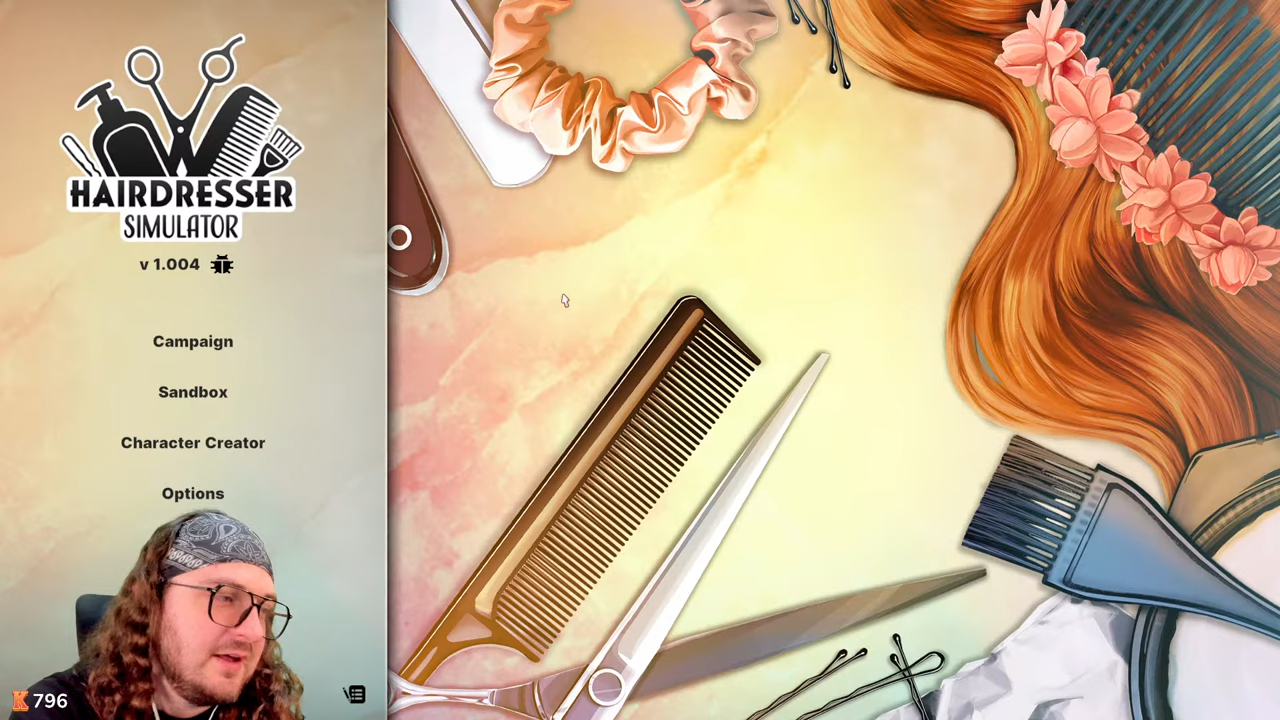 HAIRDRESSER
SIMULATOR
v 1.004
Campaign
Sandbox
Character Creator
Options
K 796